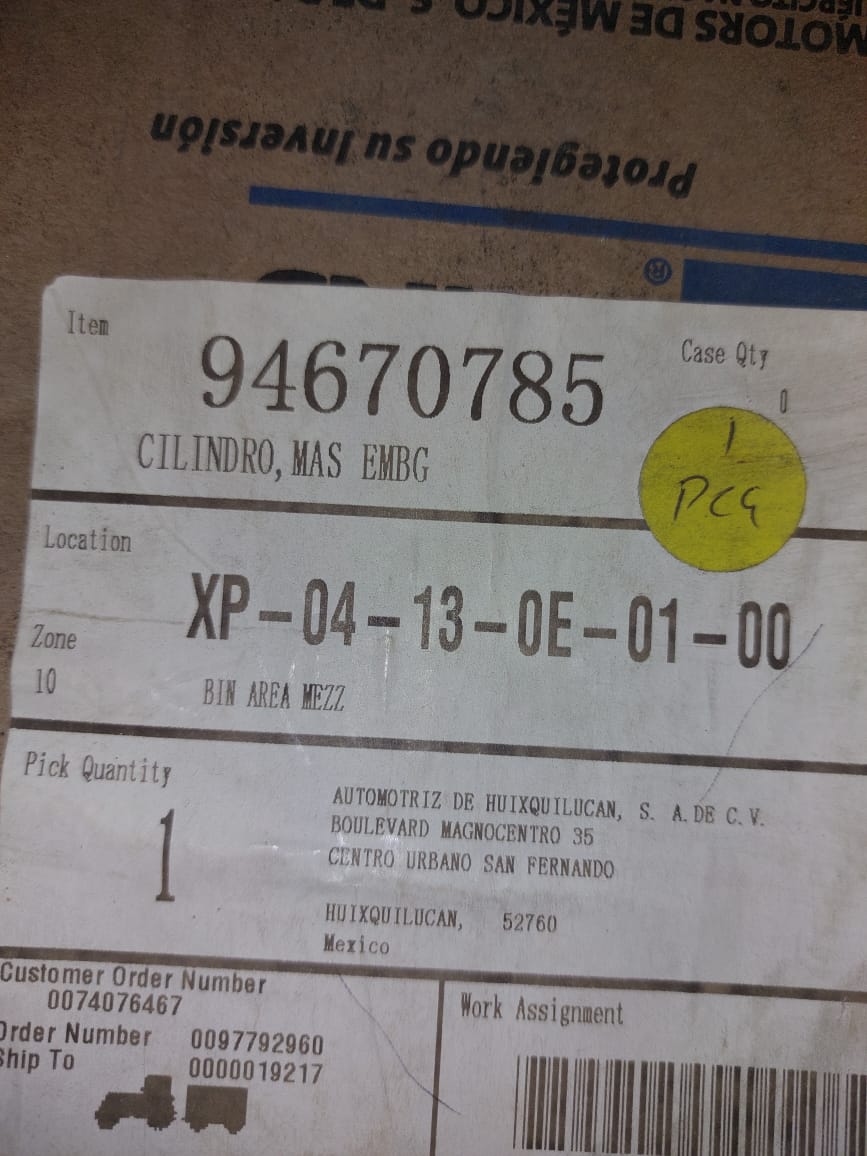 MOTORS DE MÉXICO S.
Protegiendo su Inversión
®
Item
94670785
Case Qty
0
CILINDRO, MAS EMBG
1
PCG
Location
XP-04-13-0E-01-00
Zone
10
BIN AREA MEZZ
Pick Quantity
1
AUTOMOTRIZ DE HUIXQUILUCAN, S. A. DE C. V.
BOULEVARD MAGNOCENTRO 35
CENTRO URBANO SAN FERNANDO
HUIXQUILUCAN, 52760
Mexico
Customer Order Number
0074076467
Order Number 0097792960
Ship To 0000019217
Work Assignment